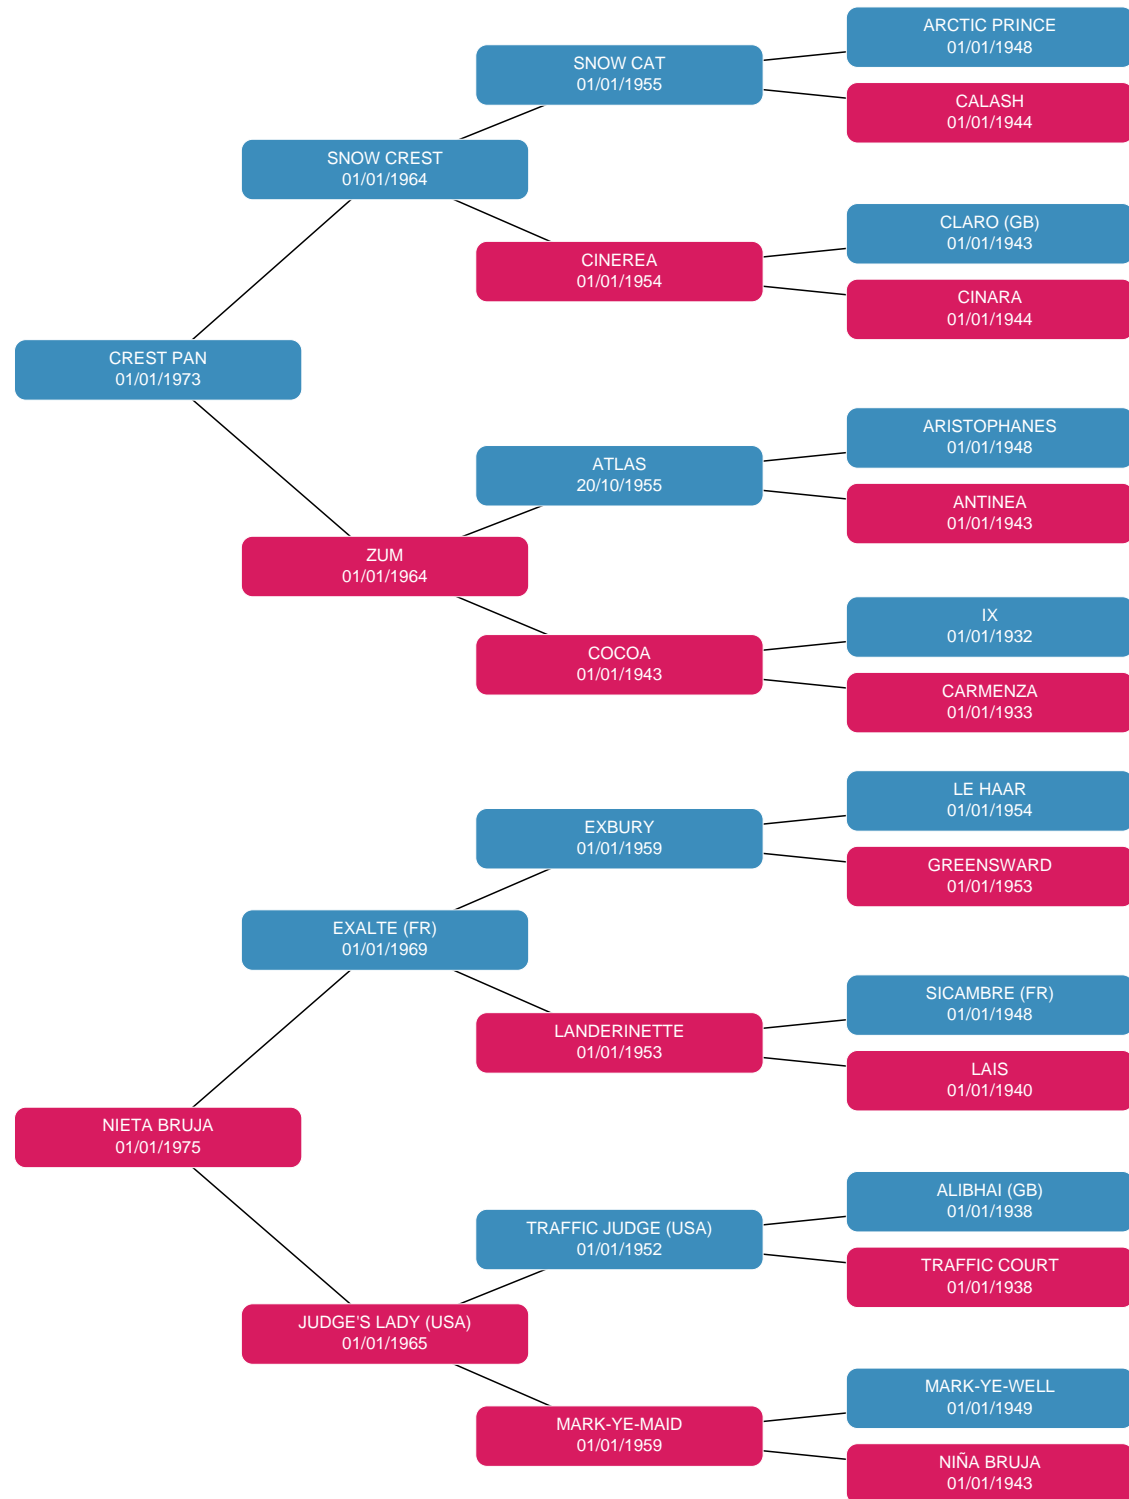 ARCTIC PRINCE
01/01/1948
SNOW CAT
01/01/1955
CALASH
01/01/1944
SNOW CREST
01/01/1964
CLARO (GB)
01/01/1943
CINEREA
01/01/1954
CINARA
01/01/1944
CREST PAN
01/01/1973
ARISTOPHANES
01/01/1948
ATLAS
20/10/1955
ANTINEA
01/01/1943
ZUM
01/01/1964
IX
01/01/1932
COCOA
01/01/1943
CARMENZA
01/01/1933
LE HAAR
01/01/1954
EXBURY
01/01/1959
GREENSWARD
01/01/1953
EXALTE (FR)
01/01/1969
SICAMBRE (FR)
01/01/1948
LANDERINETTE
01/01/1953
LAIS
01/01/1940
NIETA BRUJA
01/01/1975
ALIBHAI (GB)
01/01/1938
TRAFFIC JUDGE (USA)
01/01/1952
TRAFFIC COURT
01/01/1938
JUDGE'S LADY (USA)
01/01/1965
MARK-YE-WELL
01/01/1949
MARK-YE-MAID
01/01/1959
NIÑA BRUJA
01/01/1943